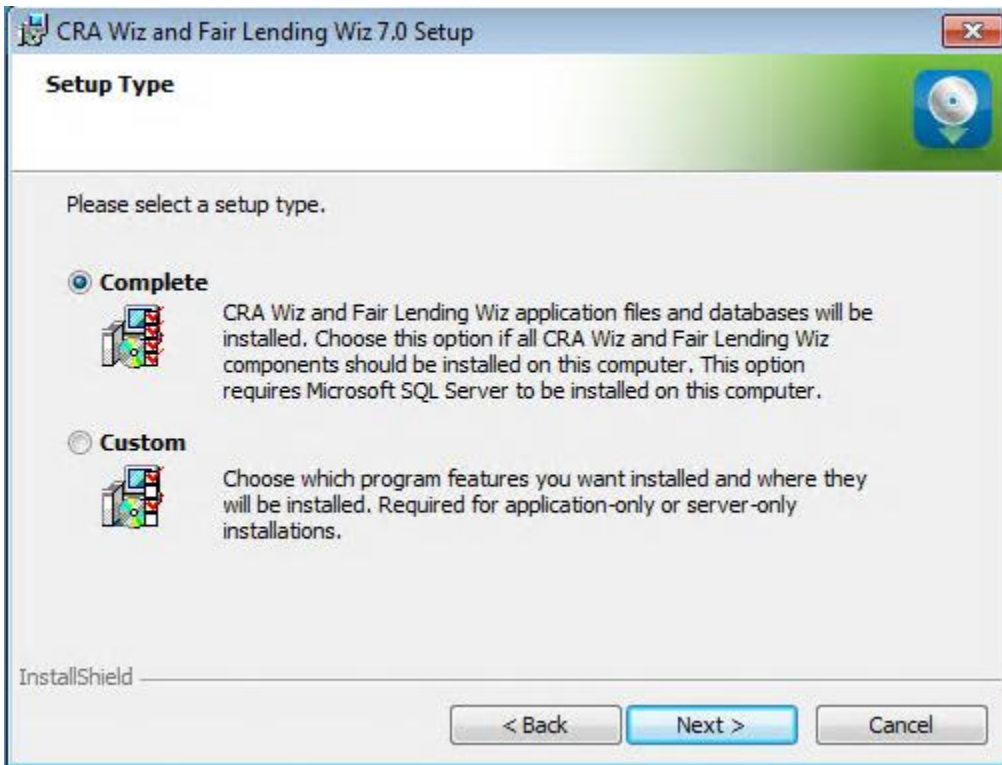 CRA Wiz and Fair Lending Wiz 7.0 Setup
Setup Type
Please select a setup type.
Complete
CRA Wiz and Fair Lending Wiz application files and databases will be
installed. Choose this option if all CRA Wiz and Fair Lending Wiz
components should be installed on this computer. This option
requires Microsoft SQL Server to be installed on this computer.
Custom
Choose which program features you want installed and where they
will be installed. Required for application-only or server-only
installations.
InstallShield
< Back
Next >
Cancel